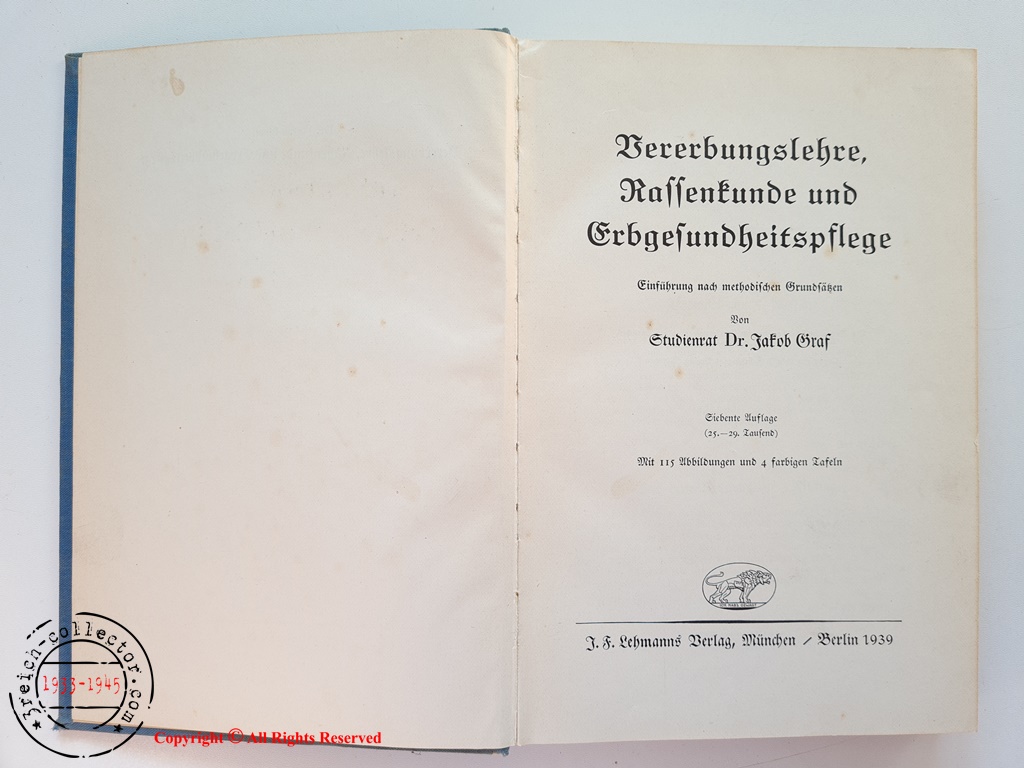 Vererbungslehre,
Rassenkunde und
Erbgesundheitspflege
Einführung nach methodischen Grundsätzen
Von
Studienrat Dr. Jakob Graf
Siebente Auflage
(25.—29. Tausend)
Mit 115 Abbildungen und 4 farbigen Tafeln
J. F. Lehmanns Verlag, München / Berlin 1939
3reich-collector.com
1933-1945
Copyright © All Rights Reserved